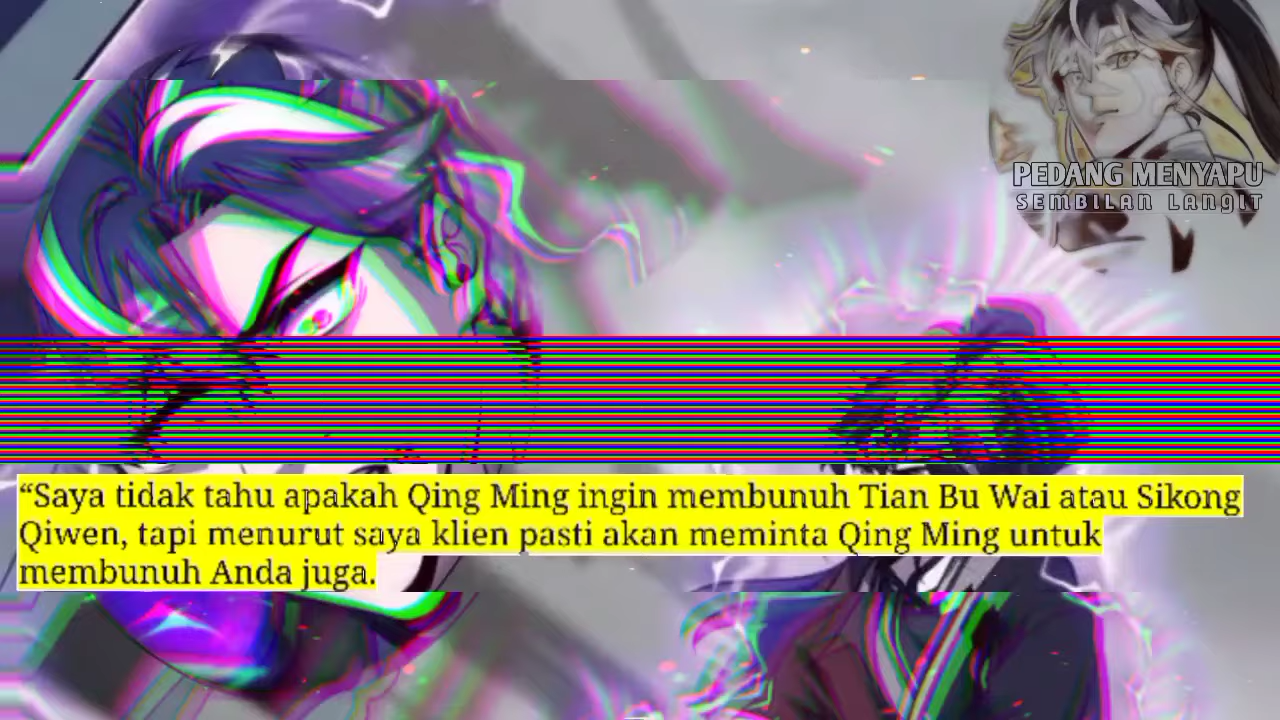 PEDANG MENYAPU
SEMBILAN LANGIT
“Saya tidak tahu apakah Qing Ming ingin membunuh Tian Bu Wai atau Sikong
Qiwen, tapi menurut saya klien pasti akan meminta Qing Ming untuk
membunuh Anda juga.